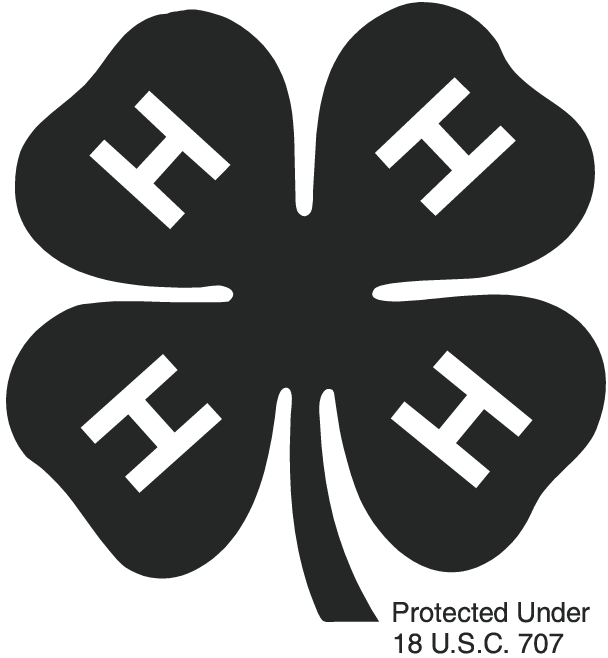 H H
H H
Protected Under
18 U.S.C. 707